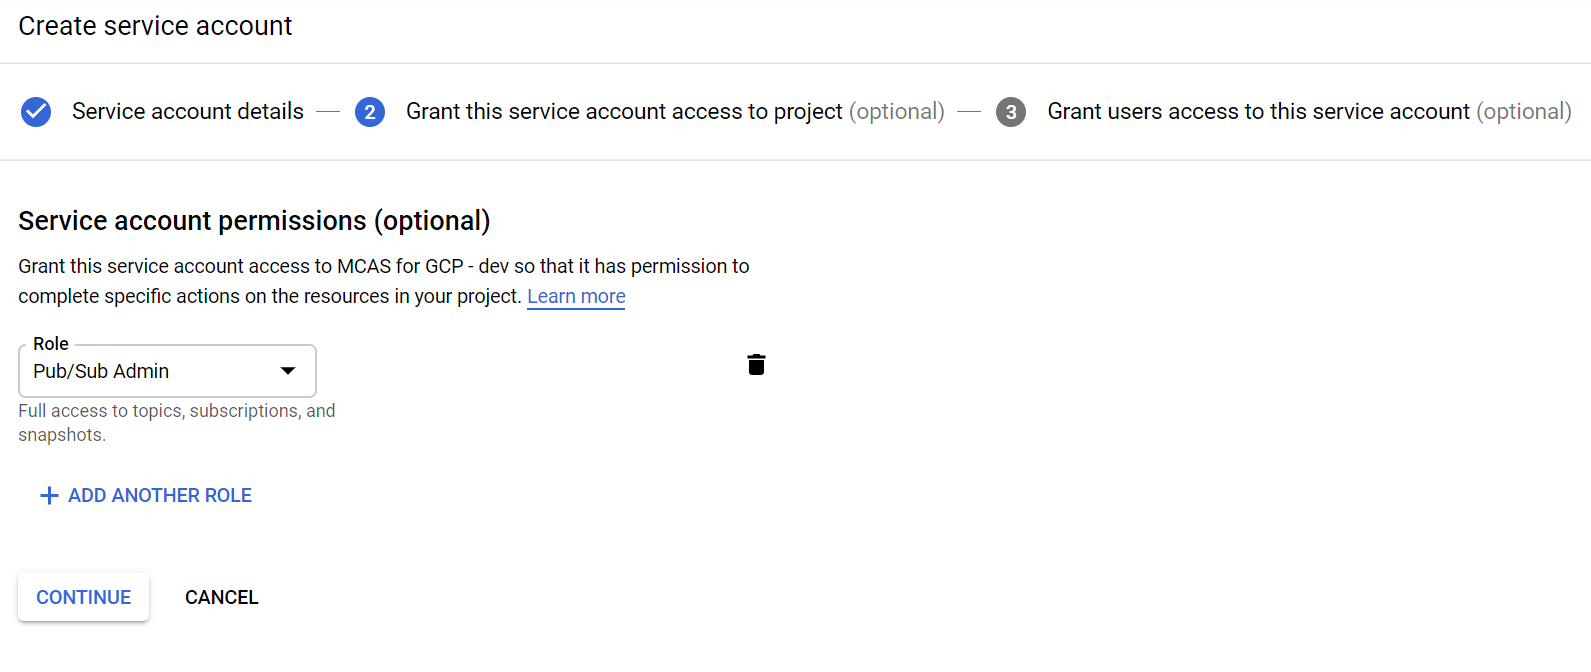 Create service account
Service account details
2 Grant this service account access to project (optional)
3 Grant users access to this service account (optional)
Service account permissions (optional)
Grant this service account access to MCAS for GCP - dev so that it has permission to
complete specific actions on the resources in your project. Learn more
Role
Pub/Sub Admin
Full access to topics, subscriptions, and
snapshots.
+ ADD ANOTHER ROLE
CONTINUE CANCEL